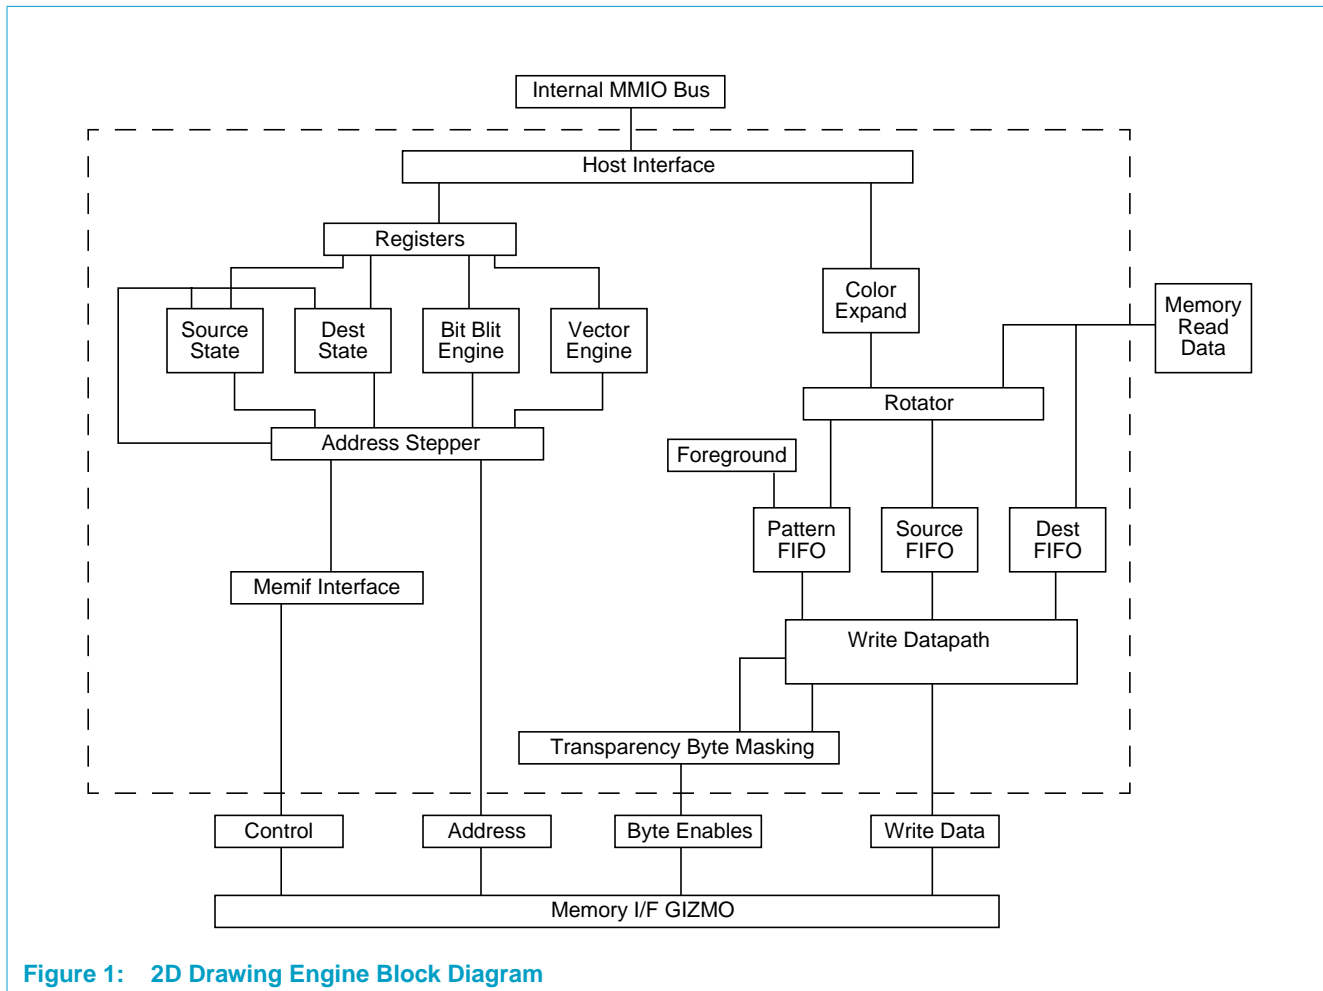 Internal MMIO Bus
Host Interface
Registers
Color
Expand
Memory
Read
Data
Source
State
Dest
State
Bit Blit
Engine
Vector
Engine
Rotator
Address Stepper
Foreground
Pattern
FIFO
Source
FIFO
Dest
FIFO
Memif Interface
Write Datapath
Transparency Byte Masking
Control
Address
Byte Enables
Write Data
Memory I/F GIZMO
Figure 1: 2D Drawing Engine Block Diagram